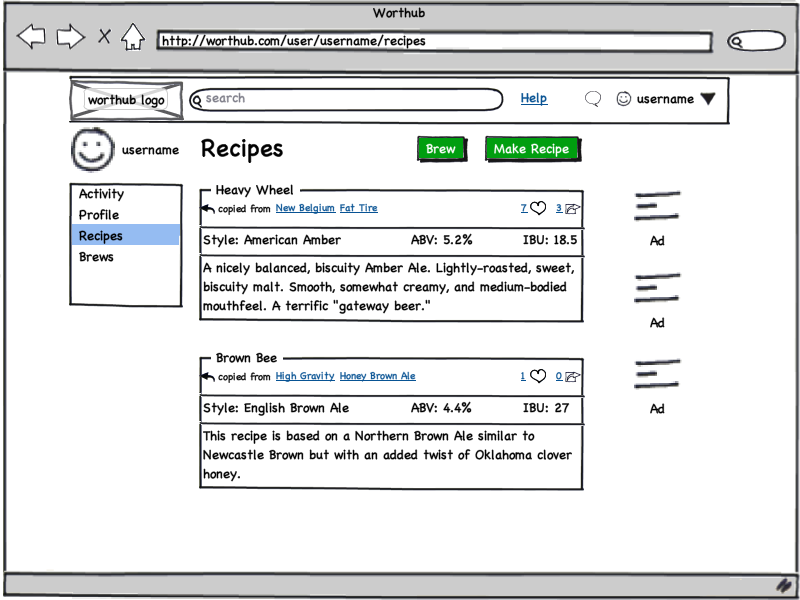 Worthub
http://worthub.com/user/username/recipes
worthub logo
search
Help
username
username
Recipes
Brew
Make Recipe
Activity
Profile
Recipes
Brews
Heavy Wheel
copied from New Belgium Fat Tire
7
3
Style: American Amber
ABV: 5.2%
IBU: 18.5
A nicely balanced, biscuity Amber Ale. Lightly-roasted, sweet,
biscuity malt. Smooth, somewhat creamy, and medium-bodied
mouthfeel. A terrific "gateway beer."
Brown Bee
copied from High Gravity Honey Brown Ale
1
0
Style: English Brown Ale
ABV: 4.4%
IBU: 27
This recipe is based on a Northern Brown Ale similar to
Newcastle Brown but with an added twist of Oklahoma clover
honey.
Ad
Ad
Ad